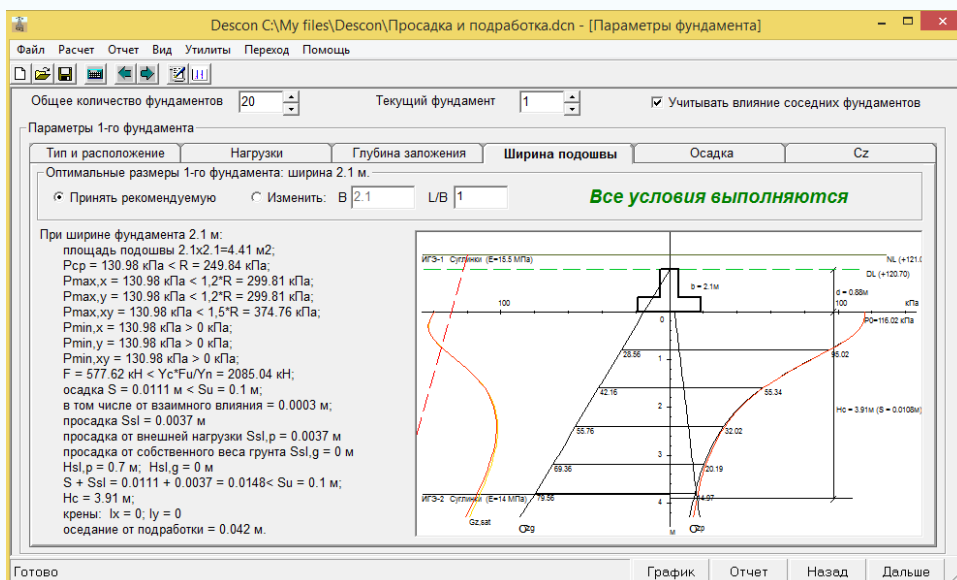 Descon C:\My files\Descon\Просадка и подработка.dcn - [Параметры фундамента]
Файл Расчет Отчет Вид Утилиты Переход Помощь
Общее количество фундаментов 20 Текущий фундамент 1 Учитывать влияние соседних фундаментов
Параметры 1-го фундамента
Тип и расположение Нагрузки Глубина заложения Ширина подошвы Осадка Cz
Оптимальные размеры 1-го фундамента: ширина 2.1 м.
Принять рекомендуемую Изменить: B 2.1 L/B 1 Все условия выполняются
При ширине фундамента 2.1 м:
площадь подошвы 2.1x2.1=4.41 м2;
Pср = 130.98 кПа < R = 249.84 кПа;
Pmax,x = 130.98 кПа < 1,2*R = 299.81 кПа;
Pmax,y = 130.98 кПа < 1,2*R = 299.81 кПа;
Pmax,xy = 130.98 кПа < 1,5*R = 374.76 кПа;
Pmin,x = 130.98 кПа > 0 кПа;
Pmin,y = 130.98 кПа > 0 кПа;
Pmin,xy = 130.98 кПа > 0 кПа;
F = 577.62 кН < Yc*Fu/Yn = 2085.04 кН;
осадка S = 0.0111 м < Su = 0.1 м;
в том числе от взаимного влияния = 0.0003 м;
просадка Ssl = 0.0037 м
просадка от внешней нагрузки Ssl,p = 0.0037 м
просадка от собственного веса грунта Ssl,g = 0 м
Hsl,p = 0.7 м; Hsl,g = 0 м
S + Ssl = 0.0111 + 0.0037 = 0.0148< Su = 0.1 м;
Hc = 3.91 м;
крены: Ix = 0; Iy = 0
оседание от подработки = 0.042 м.
ИГЭ-1 Суглинки (E=15.5 МПа)
NL (+121.0
DL (+120.70)
b = 2.1м
d = 0.88м
100
100
кПа
0
P0=116.02 кПа
28.56
95.02
1
42.16
55.34
2
Hc = 3.91м (S = 0.0108м)
55.76
32.02
3
69.36
20.19
ИГЭ-2 Суглинки (E=14 МПа)
79.56
14.97
4
Gz,sat
σzg
м
σzp
Готово График Отчет Назад Дальше